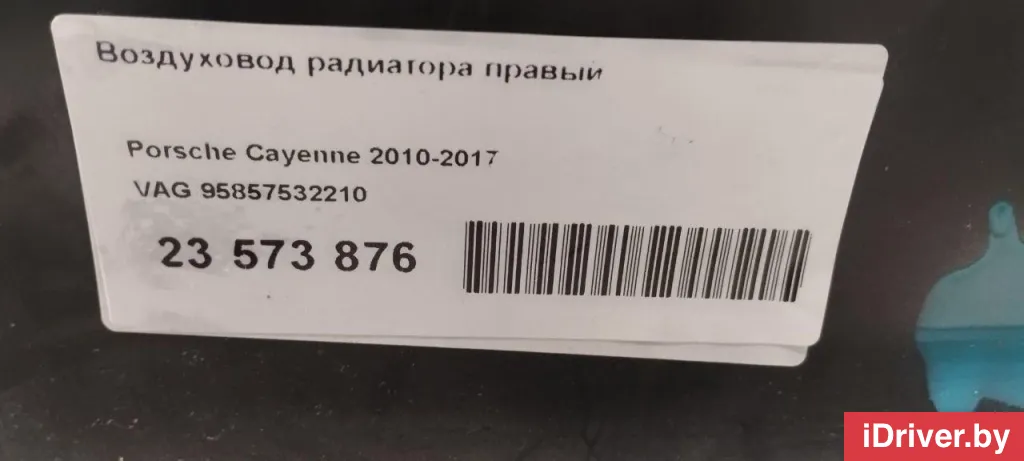 Воздуховод радиатора правый
Porsche Cayenne 2010-2017
VAG 95857532210
23 573 876
iDriver.by